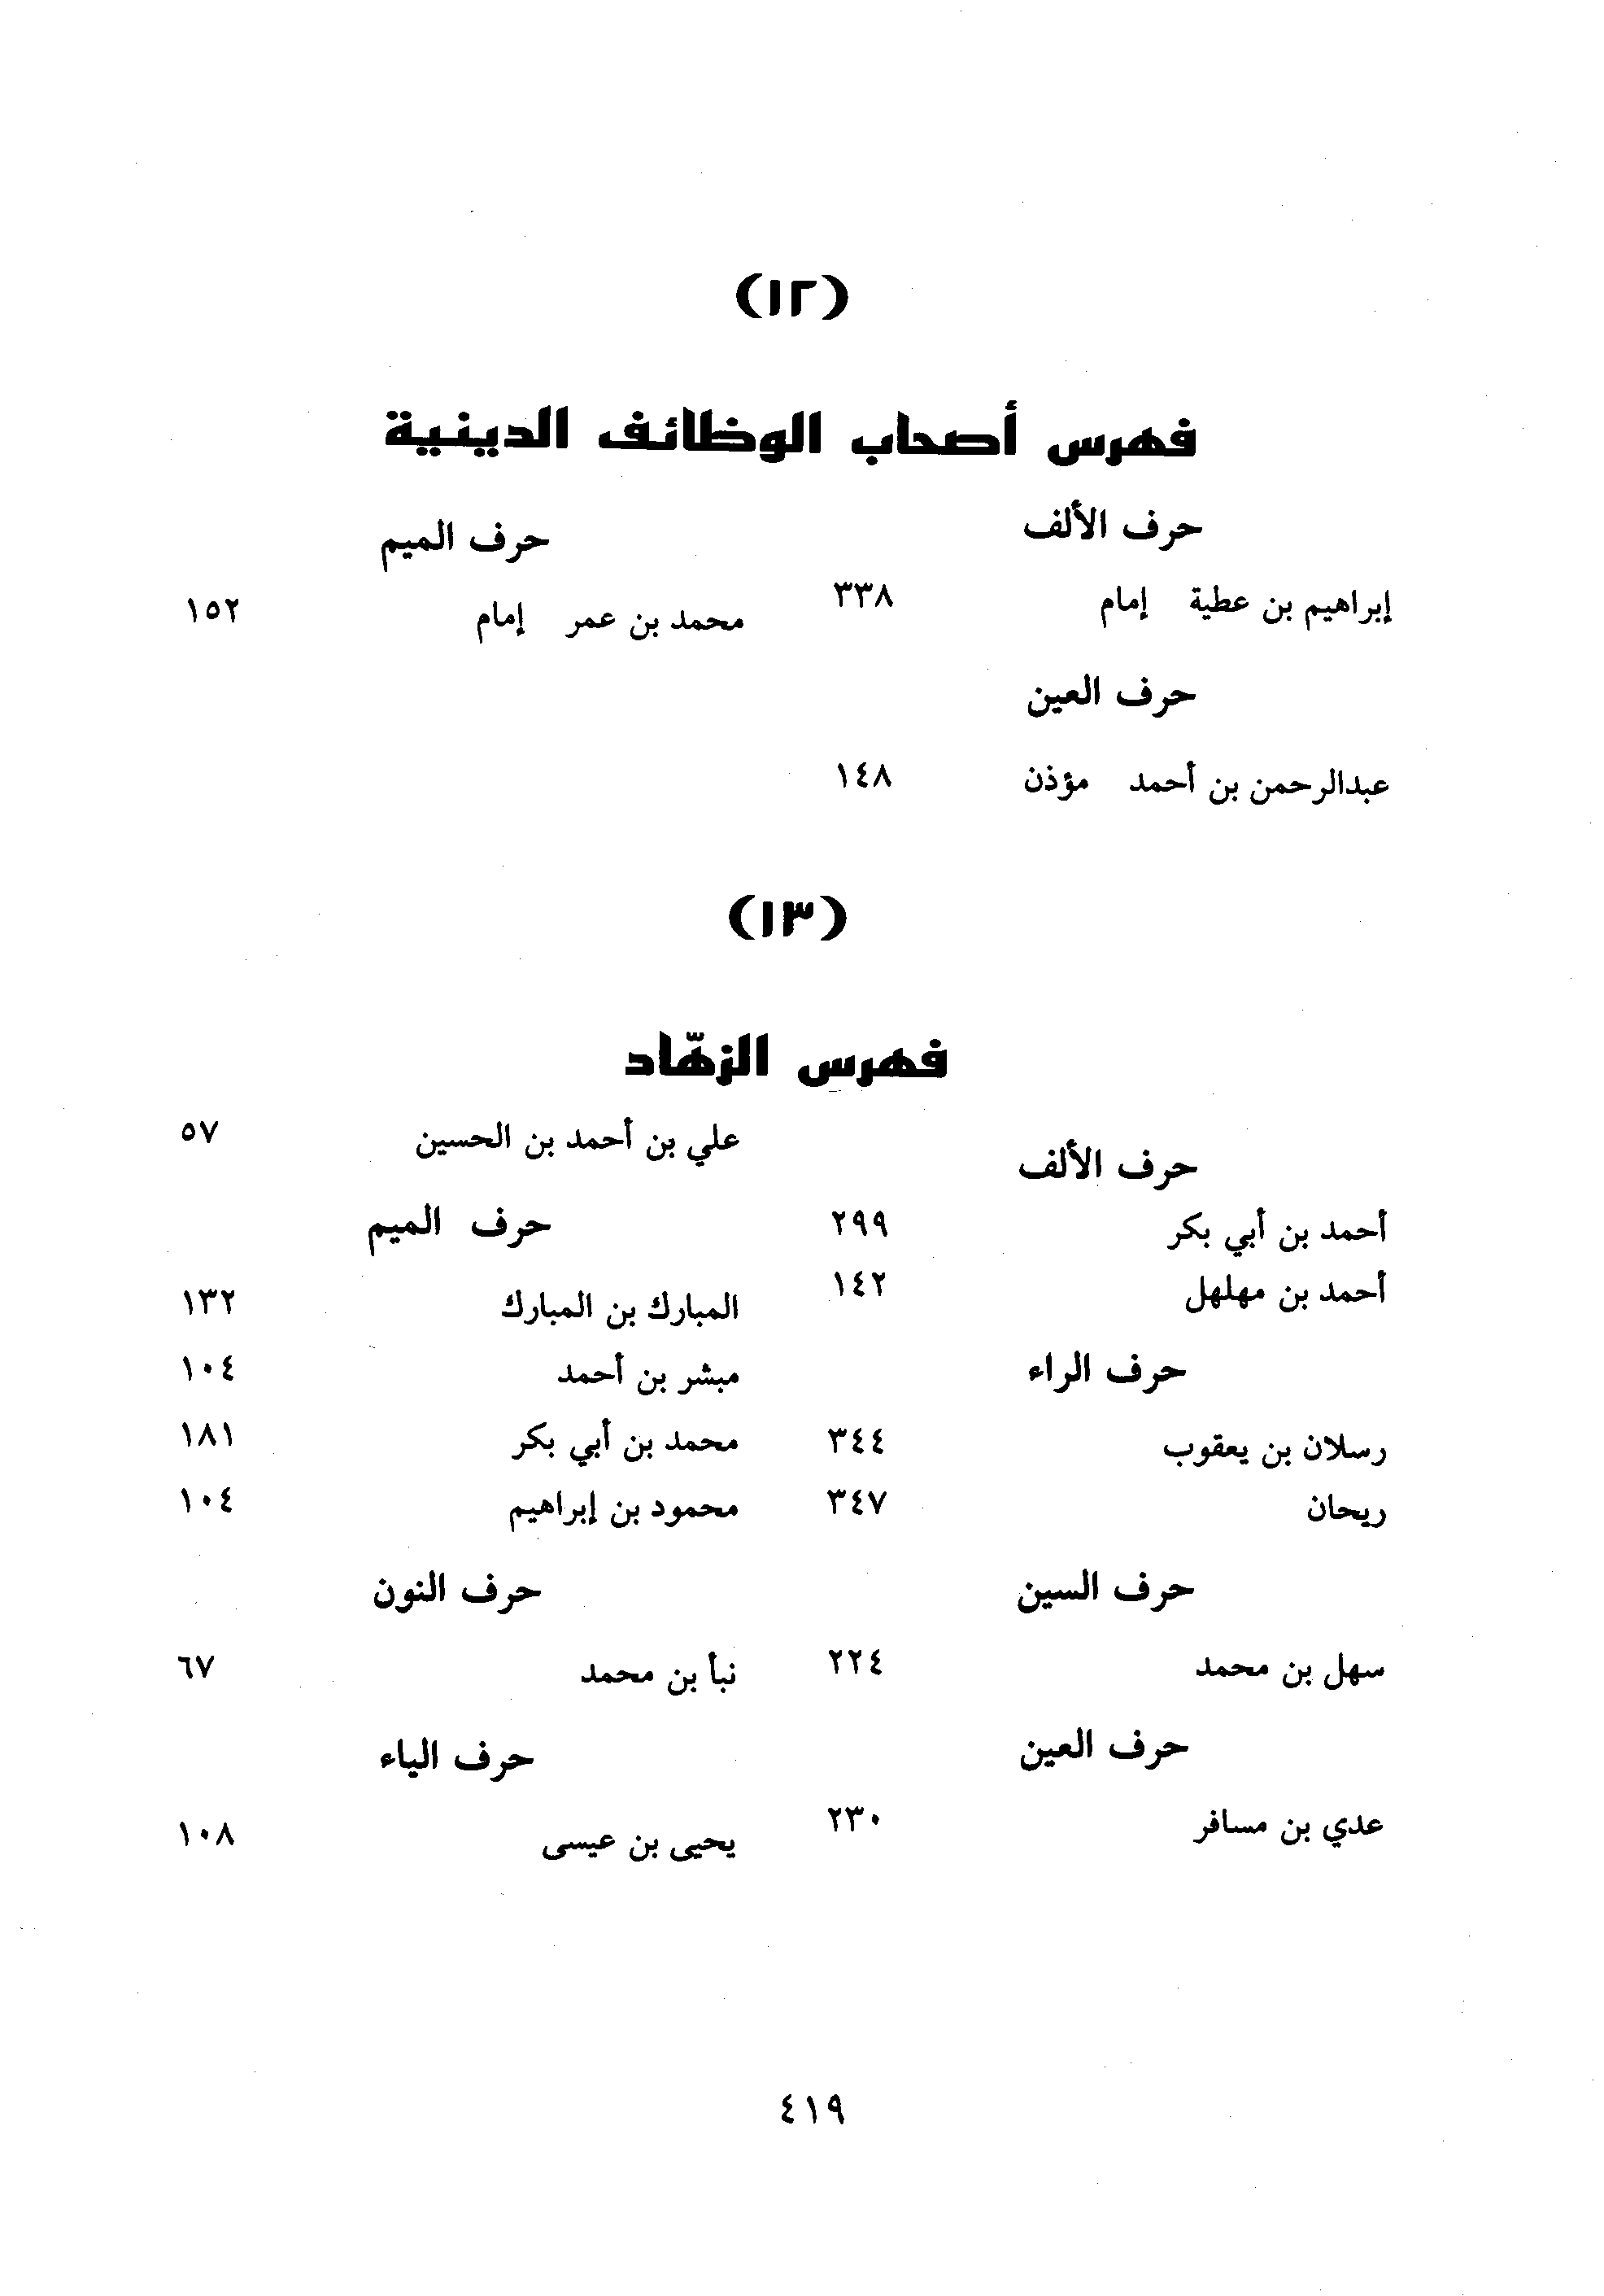 (١٢)
فهرس أصحاب الوظائف الدينية
حرف الألف
إبراهيم بن عطية إمام ٣٣٨
حرف العين
عبدالرحمن بن أحمد مؤذن ١٤٨
حرف الميم
محمد بن عمر إمام ١٥٢
(١٣)
فهرس الزهّاد
حرف الألف
أحمد بن أبي بكر ٢٩٩
أحمد بن مهلهل ١٤٢
حرف الراء
رسلان بن يعقوب ٣٤٤
ريحان ٣٤٧
حرف السين
سهل بن محمد ٢٢٤
حرف العين
عدي بن مسافر ٢٣٠
علي بن أحمد بن الحسين ٥٧
حرف الميم
المبارك بن المبارك ١٣٢
مبشر بن أحمد ١٠٤
محمد بن أبي بكر ١٨١
محمود بن إبراهيم ١٠٤
حرف النون
نبأ بن محمد ٦٧
حرف الياء
يحيى بن عيسى ١٠٨
٤١٩